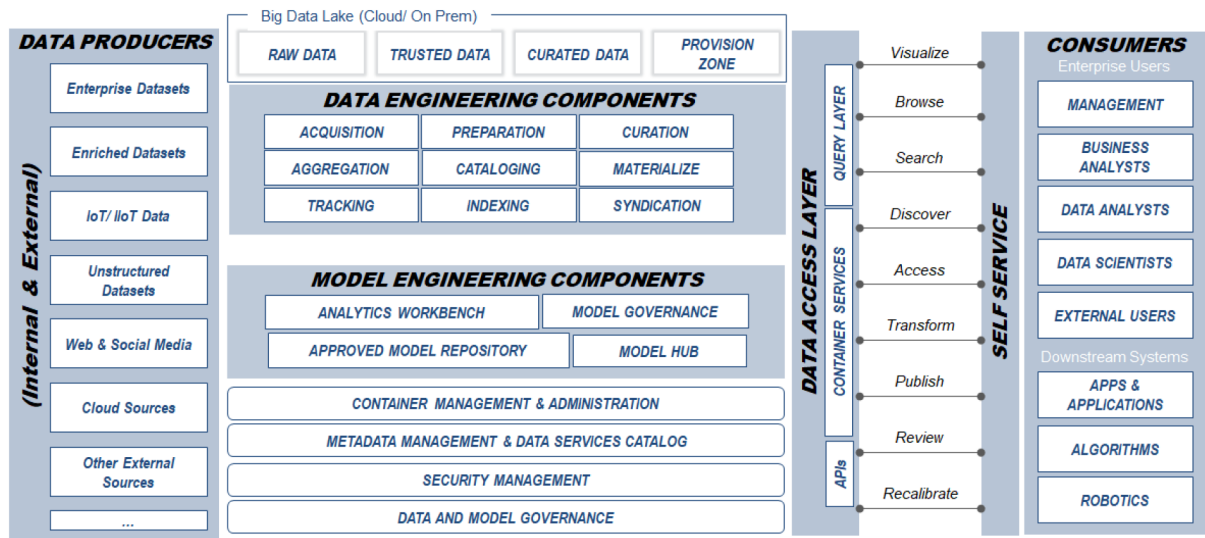 DATA PRODUCERS
(Internal & External)
Enterprise Datasets
Enriched Datasets
IoT/ IIoT Data
Unstructured
Datasets
Web & Social Media
Cloud Sources
Other External
Sources
...
Big Data Lake (Cloud/ On Prem)
RAW DATA
TRUSTED DATA
CURATED DATA
PROVISION
ZONE
DATA ENGINEERING COMPONENTS
ACQUISITION
PREPARATION
CURATION
AGGREGATION
CATALOGING
MATERIALIZE
TRACKING
INDEXING
SYNDICATION
MODEL ENGINEERING COMPONENTS
ANALYTICS WORKBENCH
MODEL GOVERNANCE
APPROVED MODEL REPOSITORY
MODEL HUB
CONTAINER MANAGEMENT & ADMINISTRATION
METADATA MANAGEMENT & DATA SERVICES CATALOG
SECURITY MANAGEMENT
DATA AND MODEL GOVERNANCE
DATA ACCESS LAYER
QUERY LAYER
CONTAINER SERVICES
APIs
Visualize
Browse
Search
Discover
Access
Transform
Publish
Review
Recalibrate
SELF SERVICE
CONSUMERS
Enterprise Users
MANAGEMENT
BUSINESS
ANALYSTS
DATA ANALYSTS
DATA SCIENTISTS
EXTERNAL USERS
Downstream Systems
APPS &
APPLICATIONS
ALGORITHMS
ROBOTICS